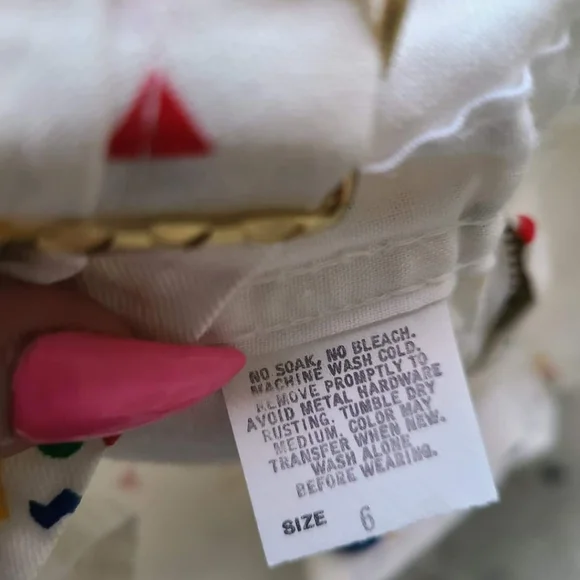 NO SOAK, NO BLEACH.
MACHINE WASH COLD.
REMOVE PROMPTLY TO
AVOID METAL HARDWARE
RUSTING. TUMBLE DRY
MEDIUM. COLOR MAY
TRANSFER WHEN NEW.
WASH ALONE
BEFORE WEARING.
SIZE 6